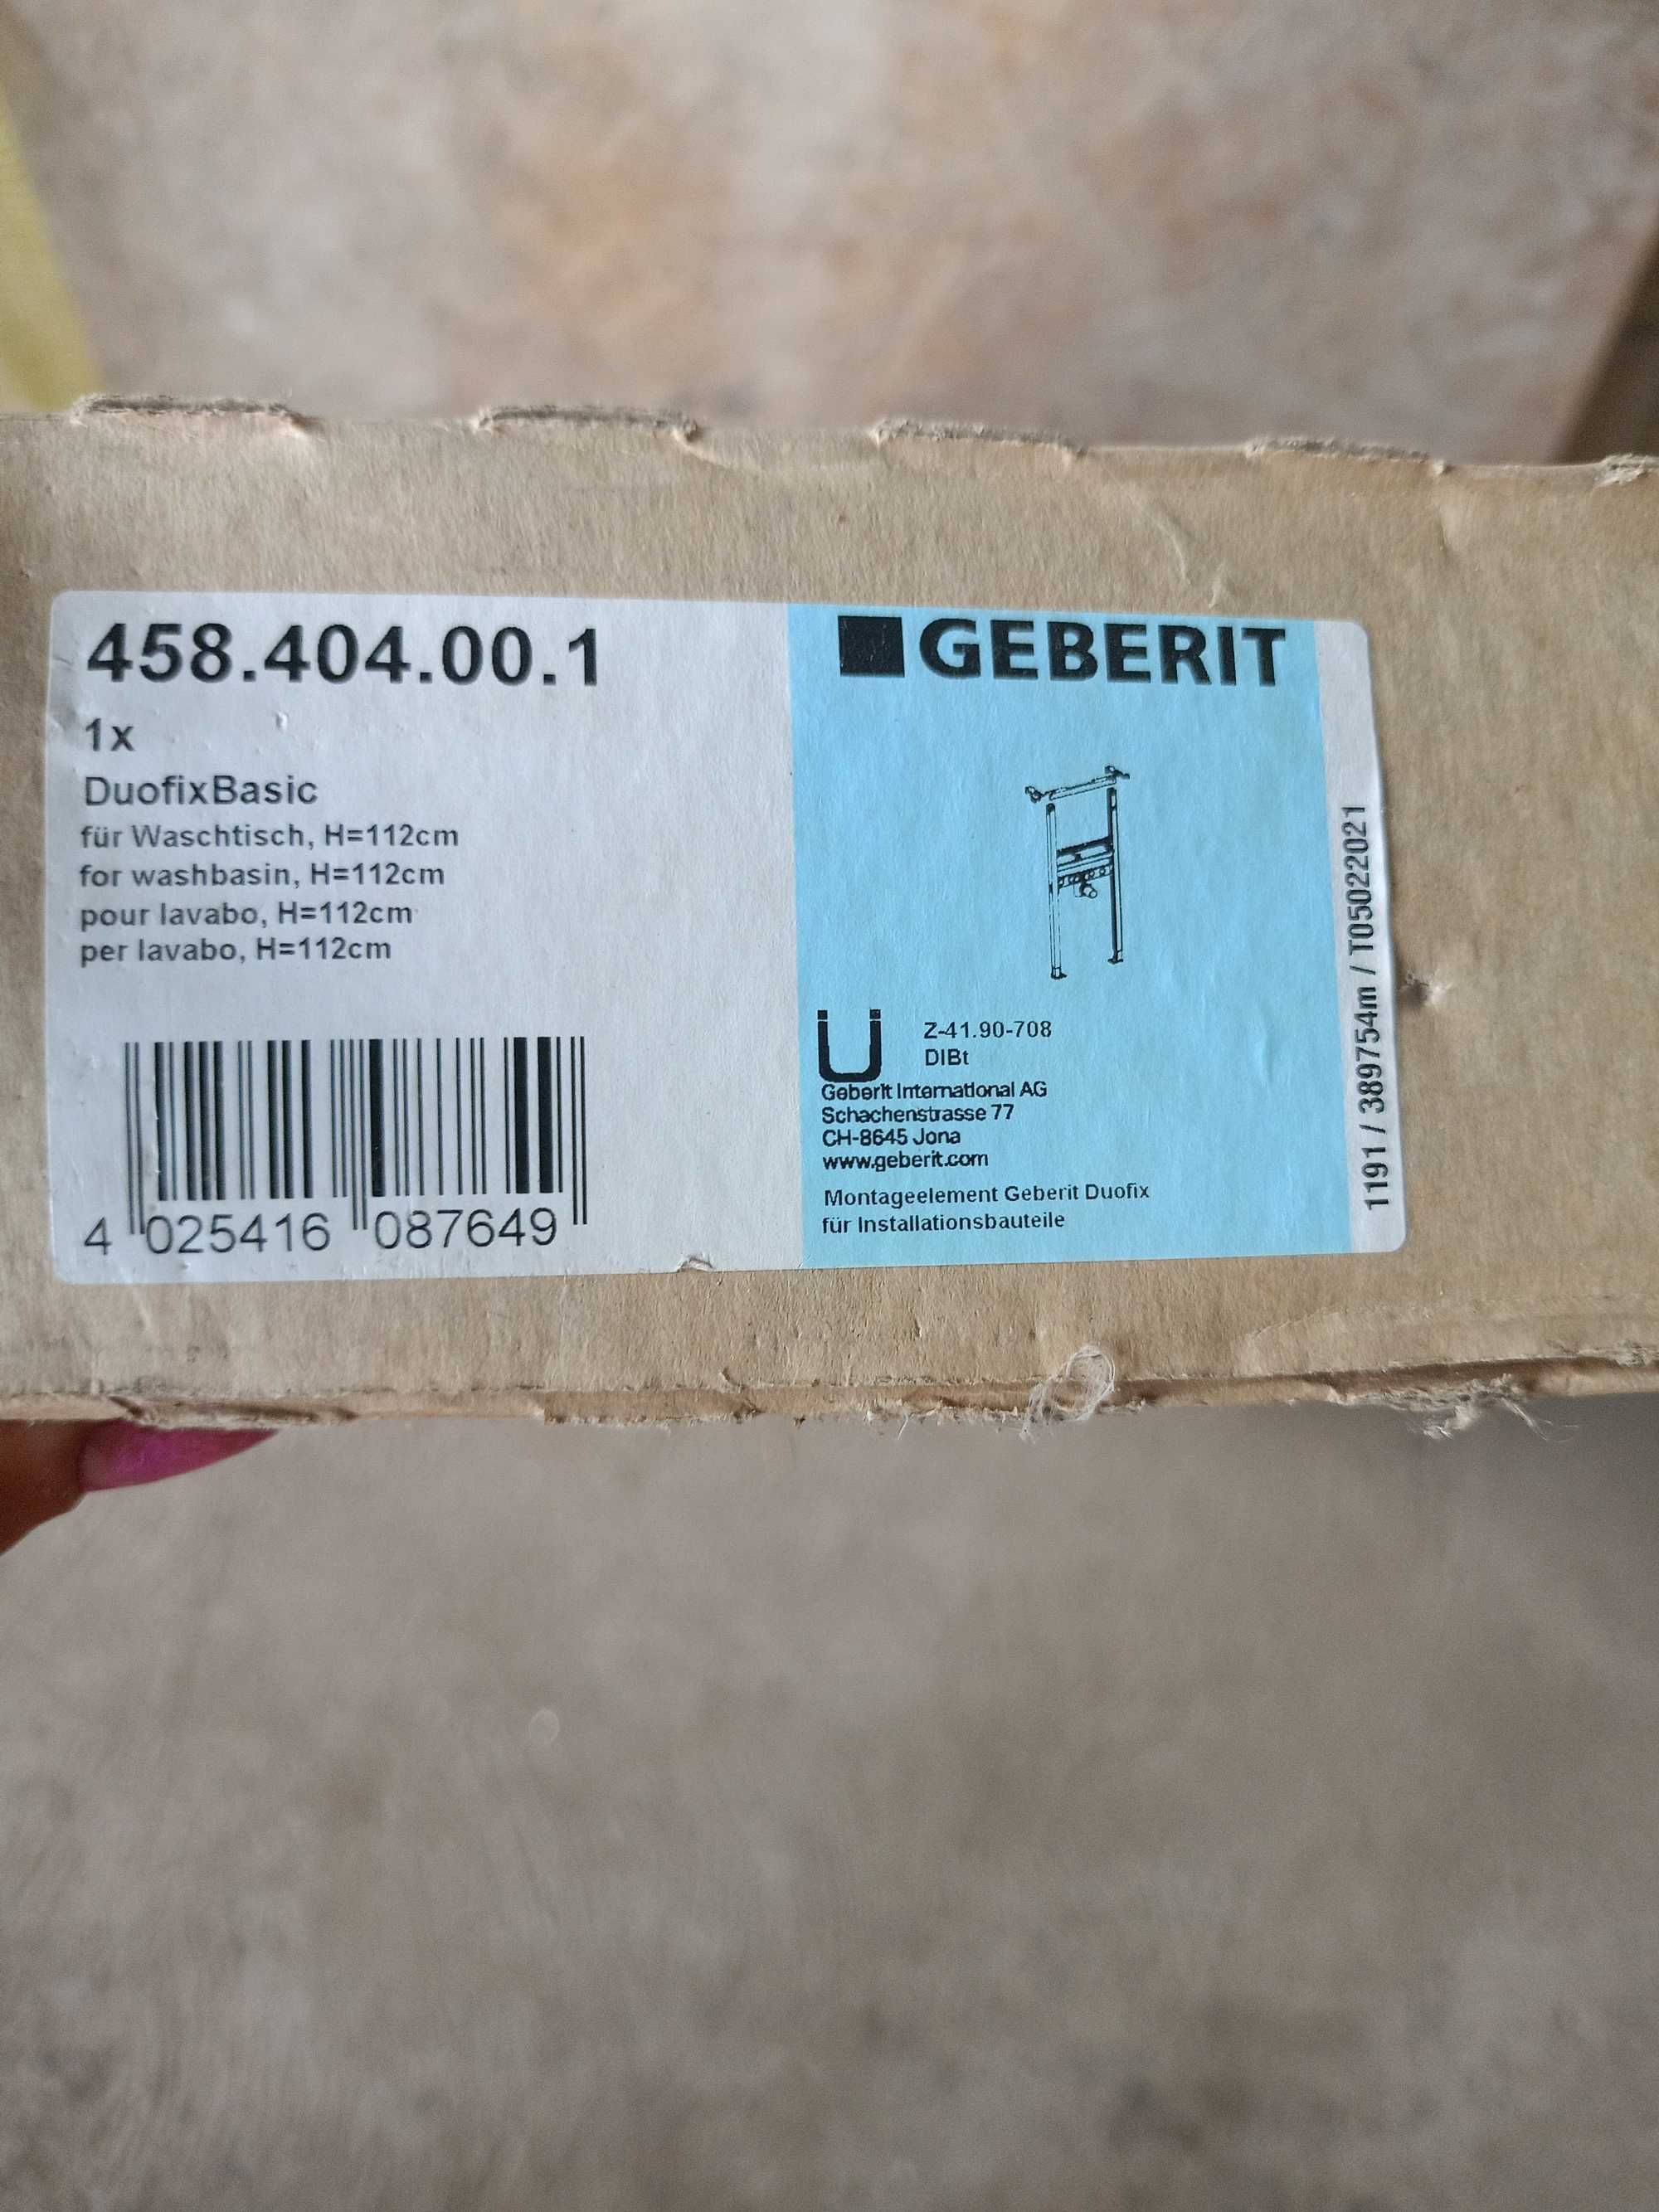 458.404.00.1
1x
DuofixBasic
für Waschtisch, H=112cm
for washbasin, H=112cm
pour lavabo, H=112cm
per lavabo, H=112cm
4 025416 087649
GEBERIT
Ü
Z-41.90-708
DIBt
Geberit International AG
Schachenstrasse 77
CH-8645 Jona
www.geberit.com
Montageelement Geberit Duofix
für Installationsbauteile
1191 / 389754m / T05022021